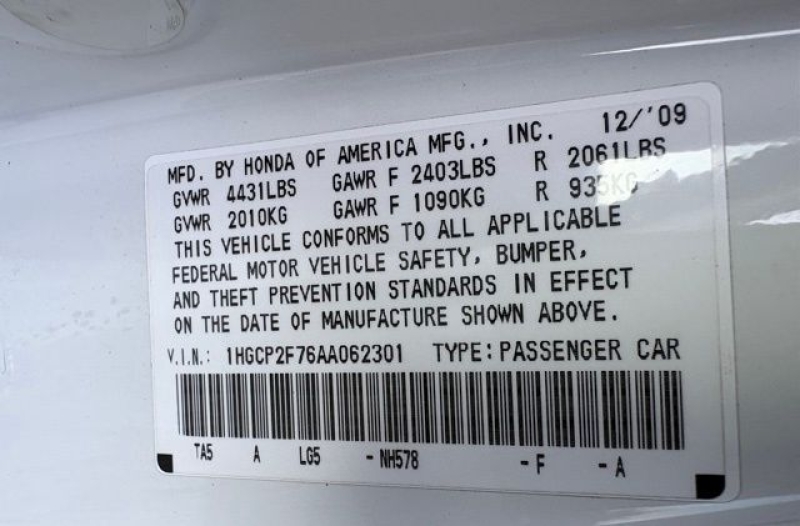 MFD. BY HONDA OF AMERICA MFG., INC. 12/'09
GVWR 4431LBS GAWR F 2403LBS R 2061LBS
GVWR 2010KG GAWR F 1090KG R 935KG
THIS VEHICLE CONFORMS TO ALL APPLICABLE
FEDERAL MOTOR VEHICLE SAFETY, BUMPER,
AND THEFT PREVENTION STANDARDS IN EFFECT
ON THE DATE OF MANUFACTURE SHOWN ABOVE.
V.I.N.: 1HGCP2F76AA062301 TYPE: PASSENGER CAR
TA5 A LG5 -NH578 -F -A